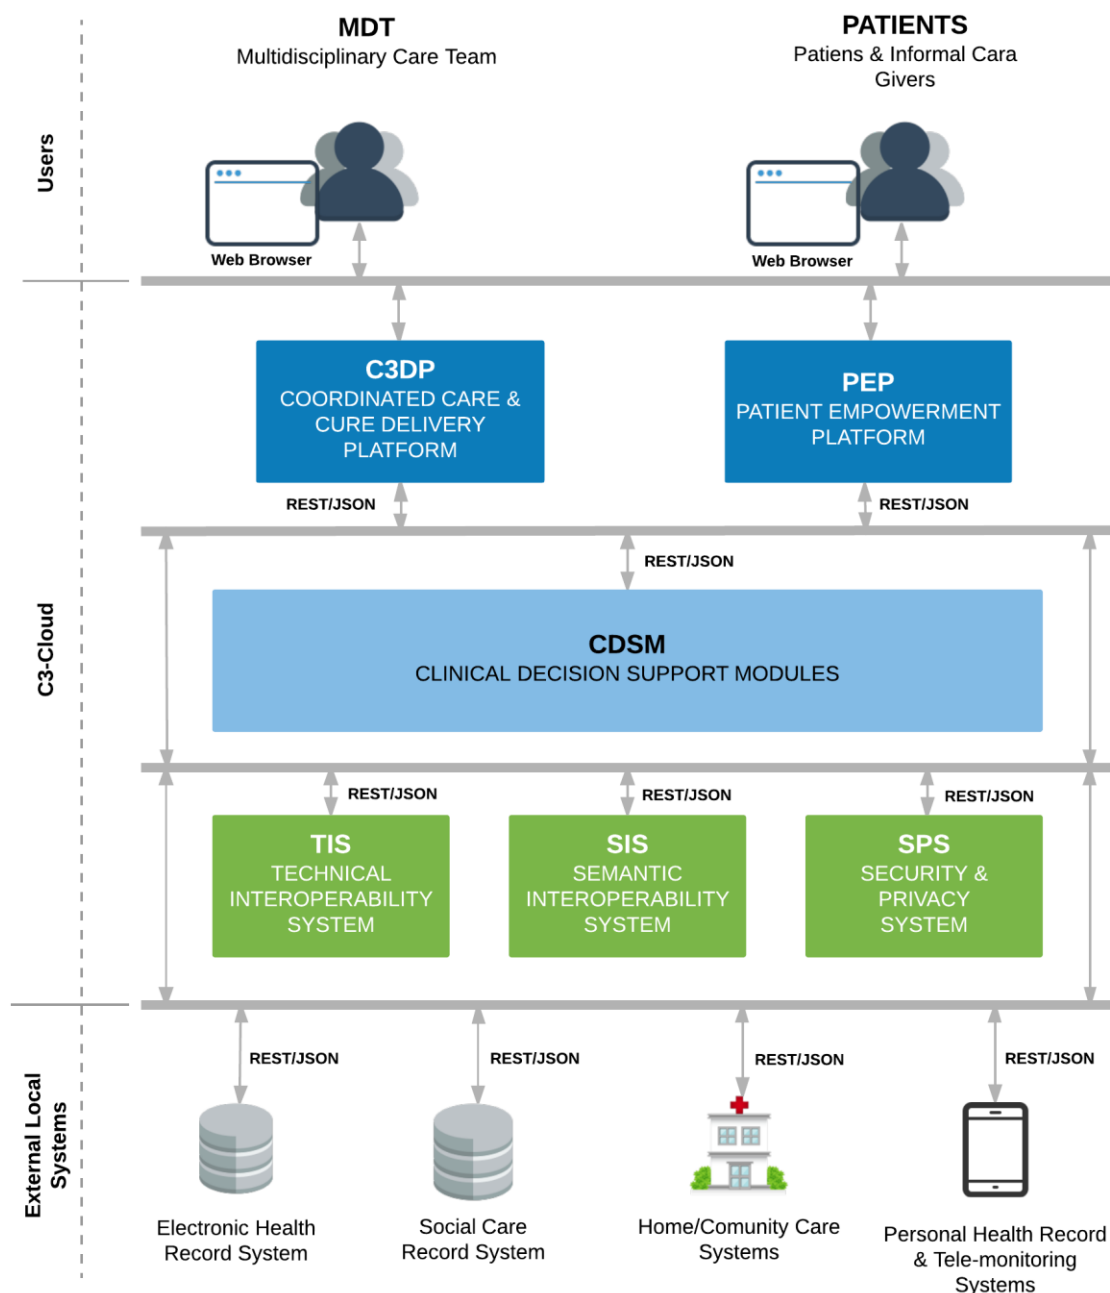 MDT
Multidisciplinary Care Team
PATIENTS
Patiens & Informal Cara
Givers
Users
Web Browser
Web Browser
C3DP
COORDINATED CARE &
CURE DELIVERY
PLATFORM
PEP
PATIENT EMPOWERMENT
PLATFORM
REST/JSON
REST/JSON
C3-Cloud
REST/JSON
CDSM
CLINICAL DECISION SUPPORT MODULES
REST/JSON
REST/JSON
REST/JSON
TIS
TECHNICAL
INTEROPERABILITY
SYSTEM
SIS
SEMANTIC
INTEROPERABILITY
SYSTEM
SPS
SECURITY &
PRIVACY
SYSTEM
External Local
Systems
REST/JSON
REST/JSON
REST/JSON
REST/JSON
Electronic Health
Record System
Social Care
Record System
Home/Comunity Care
Systems
Personal Health Record
& Tele-monitoring
Systems